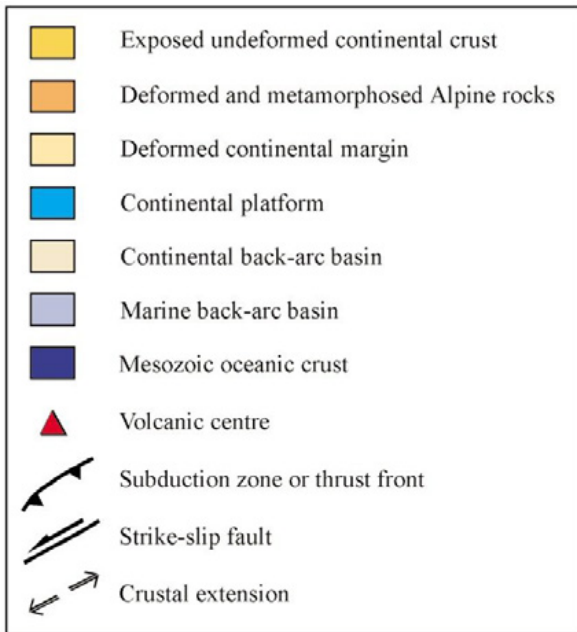 Exposed undeformed continental crust
Deformed and metamorphosed Alpine rocks
Deformed continental margin
Continental platform
Continental back-arc basin
Marine back-arc basin
Mesozoic oceanic crust
Volcanic centre
Subduction zone or thrust front
Strike-slip fault
Crustal extension